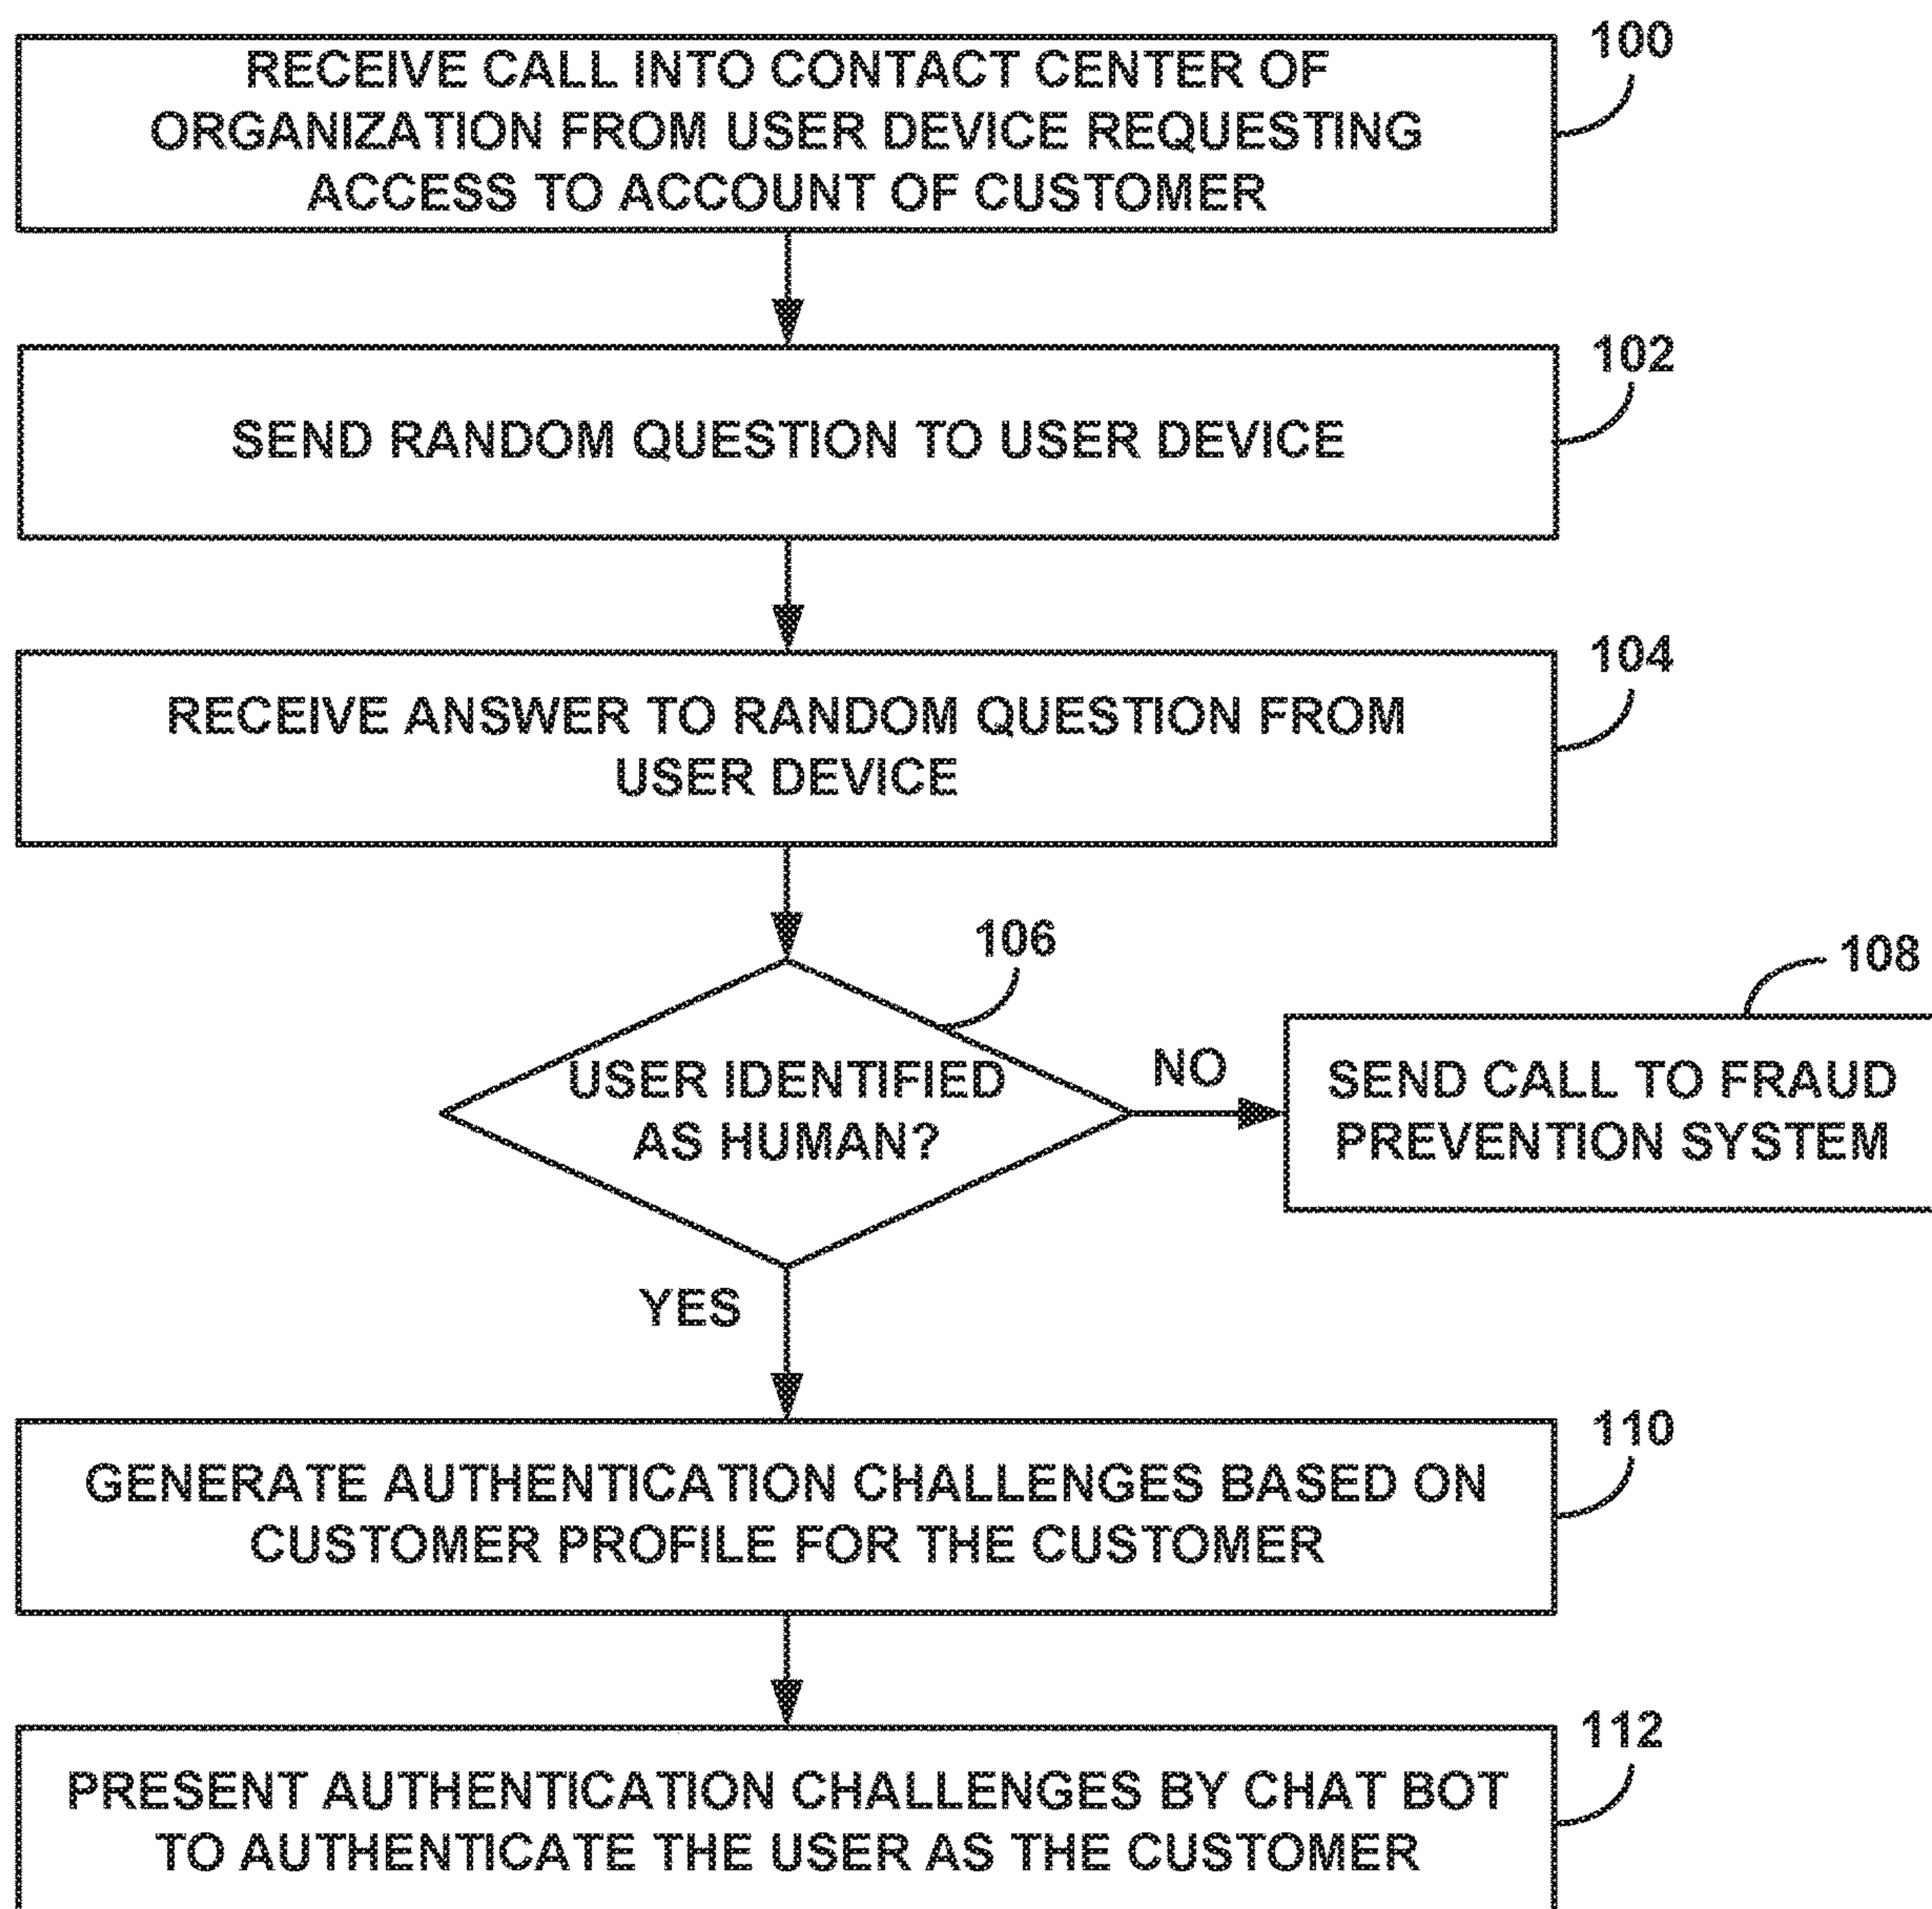 100
RECEIVE CALL INTO CONTACT CENTER OF
ORGANIZATION FROM USER DEVICE REQUESTING
ACCESS TO ACCOUNT OF CUSTOMER
102
SEND RANDOM QUESTION TO USER DEVICE
104
RECEIVE ANSWER TO RANDOM QUESTION FROM
USER DEVICE
106
USER IDENTIFIED
AS HUMAN?
NO
108
SEND CALL TO FRAUD
PREVENTION SYSTEM
YES
110
GENERATE AUTHENTICATION CHALLENGES BASED ON
CUSTOMER PROFILE FOR THE CUSTOMER
112
PRESENT AUTHENTICATION CHALLENGES BY CHAT BOT
TO AUTHENTICATE THE USER AS THE CUSTOMER